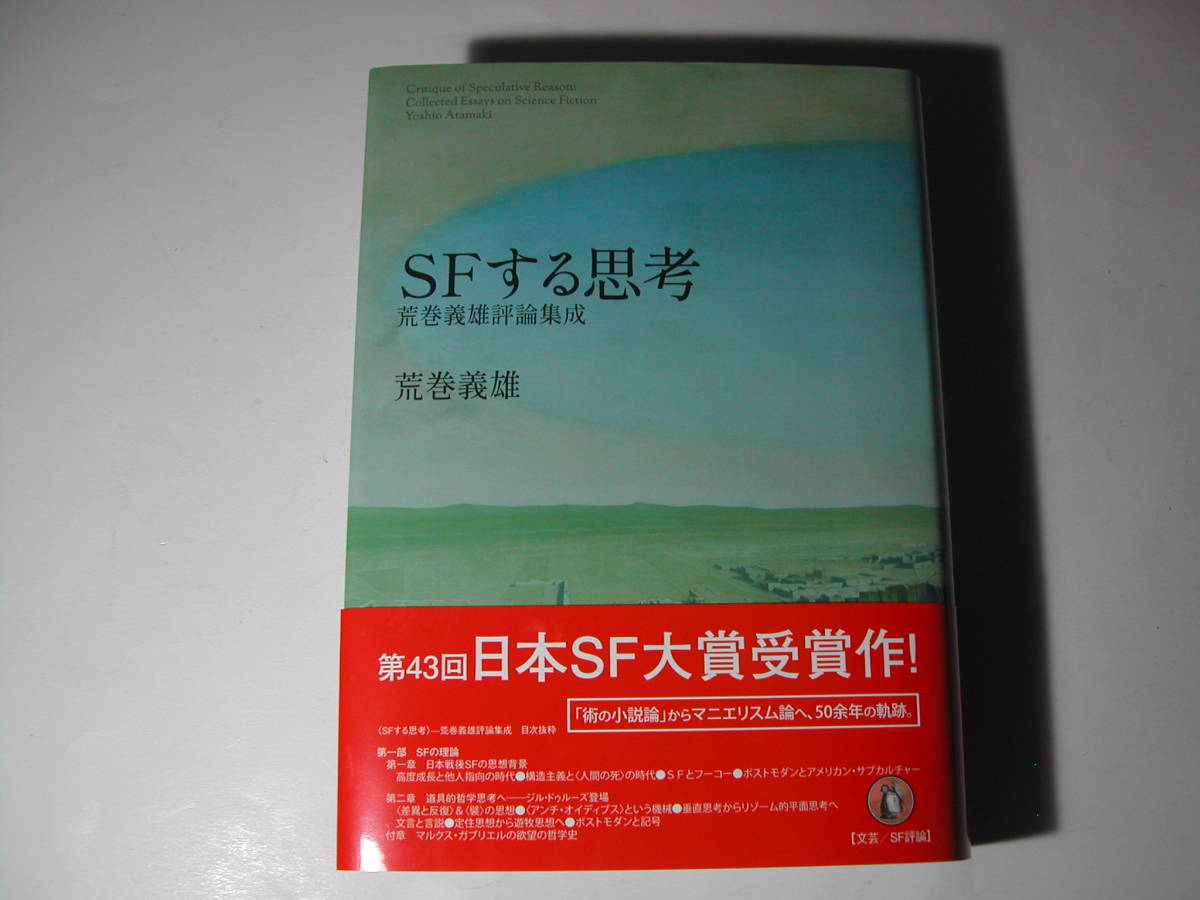 Critique of Speculative Reason:
Collected Essays on Science Fiction
Yoshio Aramaki
SFする思考
荒巻義雄評論集成
荒巻義雄
第43回日本SF大賞受賞作!
「術の小説論」からマニエリスム論へ、50余年の軌跡。
〈SFする思考〉―荒巻義雄評論集成 目次抜粋
第一部 SFの理論
第一章 日本戦後SFの思想背景
高度成長と他人指向の時代●構造主義と〈人間の死〉の時代●SFとフーコー●ポストモダンとアメリカン・サブカルチャー
第二章 道具的哲学思考へ――ジル・ドゥルーズ登場
〈差異と反復〉&〈襞〉の思想●〈アンチ・オイディプス〉という機械●垂直思考からリゾーム的平面思考へ
文言と言説●定住思想から遊牧思想へ●ポストモダンと記号
付章 マルクス・ガブリエルの欲望の哲学史
［文芸／SF評論］